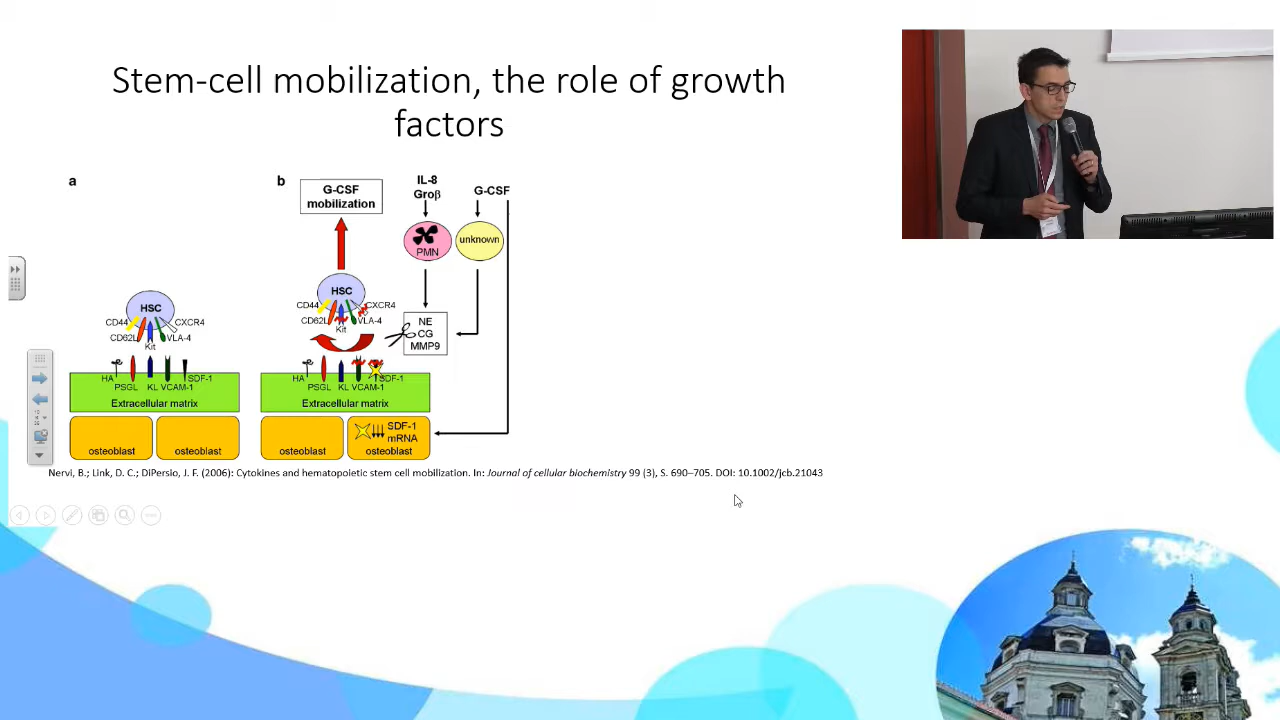 Stem-cell mobilization, the role of growth
factors
a
HSC
CD44
CXCR4
CD62L
VLA-4
Kit
HA
SDF-1
PSGL
KL
VCAM-1
Extracellular matrix
osteoblast
osteoblast
b
G-CSF
mobilization
IL-8
Groβ
G-CSF
PMN
unknown
HSC
CD44
CXCR4
CD62L
VLA-4
Kit
NE
CG
MMP9
HA
SDF-1
PSGL
KL
VCAM-1
Extracellular matrix
osteoblast
SDF-1
mRNA
osteoblast
Nervi, B.; Link, D. C.; DiPersio, J. F. (2006): Cytokines and hematopoietic stem cell mobilization. In: Journal of cellular biochemistry 99 (3), S. 690–705. DOI: 10.1002/jcb.21043